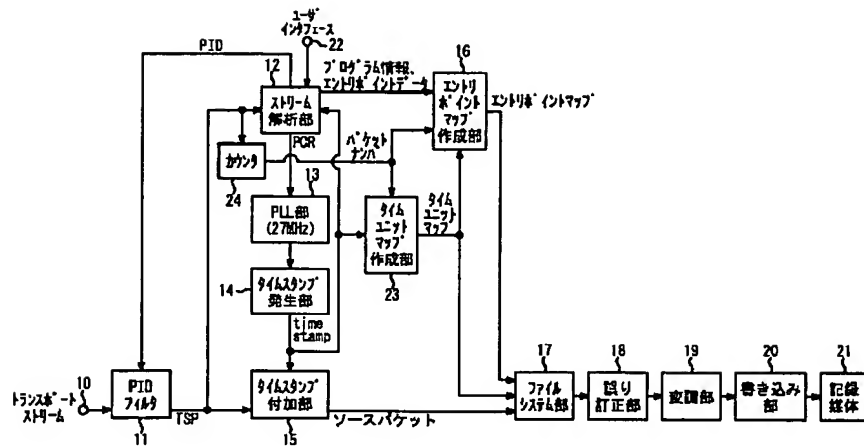 ユーザ
インタフェース
22
PID
12
ストリーム
解析部
プログラム情報、
エントリポイントデータ
16
エントリ
ポイント
マップ
作成部
エントリポイントマップ
PCR
パケット
ナンバ
カウンタ
24
13
PLL部
(27MHz)
タイム
ユニット
マップ
作成部
23
タイム
ユニット
マップ
14
タイムスタンプ
発生部
time
stamp
トランスポート
ストリーム
10
PID
フィルタ
11
TSP
タイムスタンプ
付加部
15
ソースパケット
17
ファイル
システム部
18
誤り
訂正部
19
変調部
20
書き込み
部
21
記録
媒体